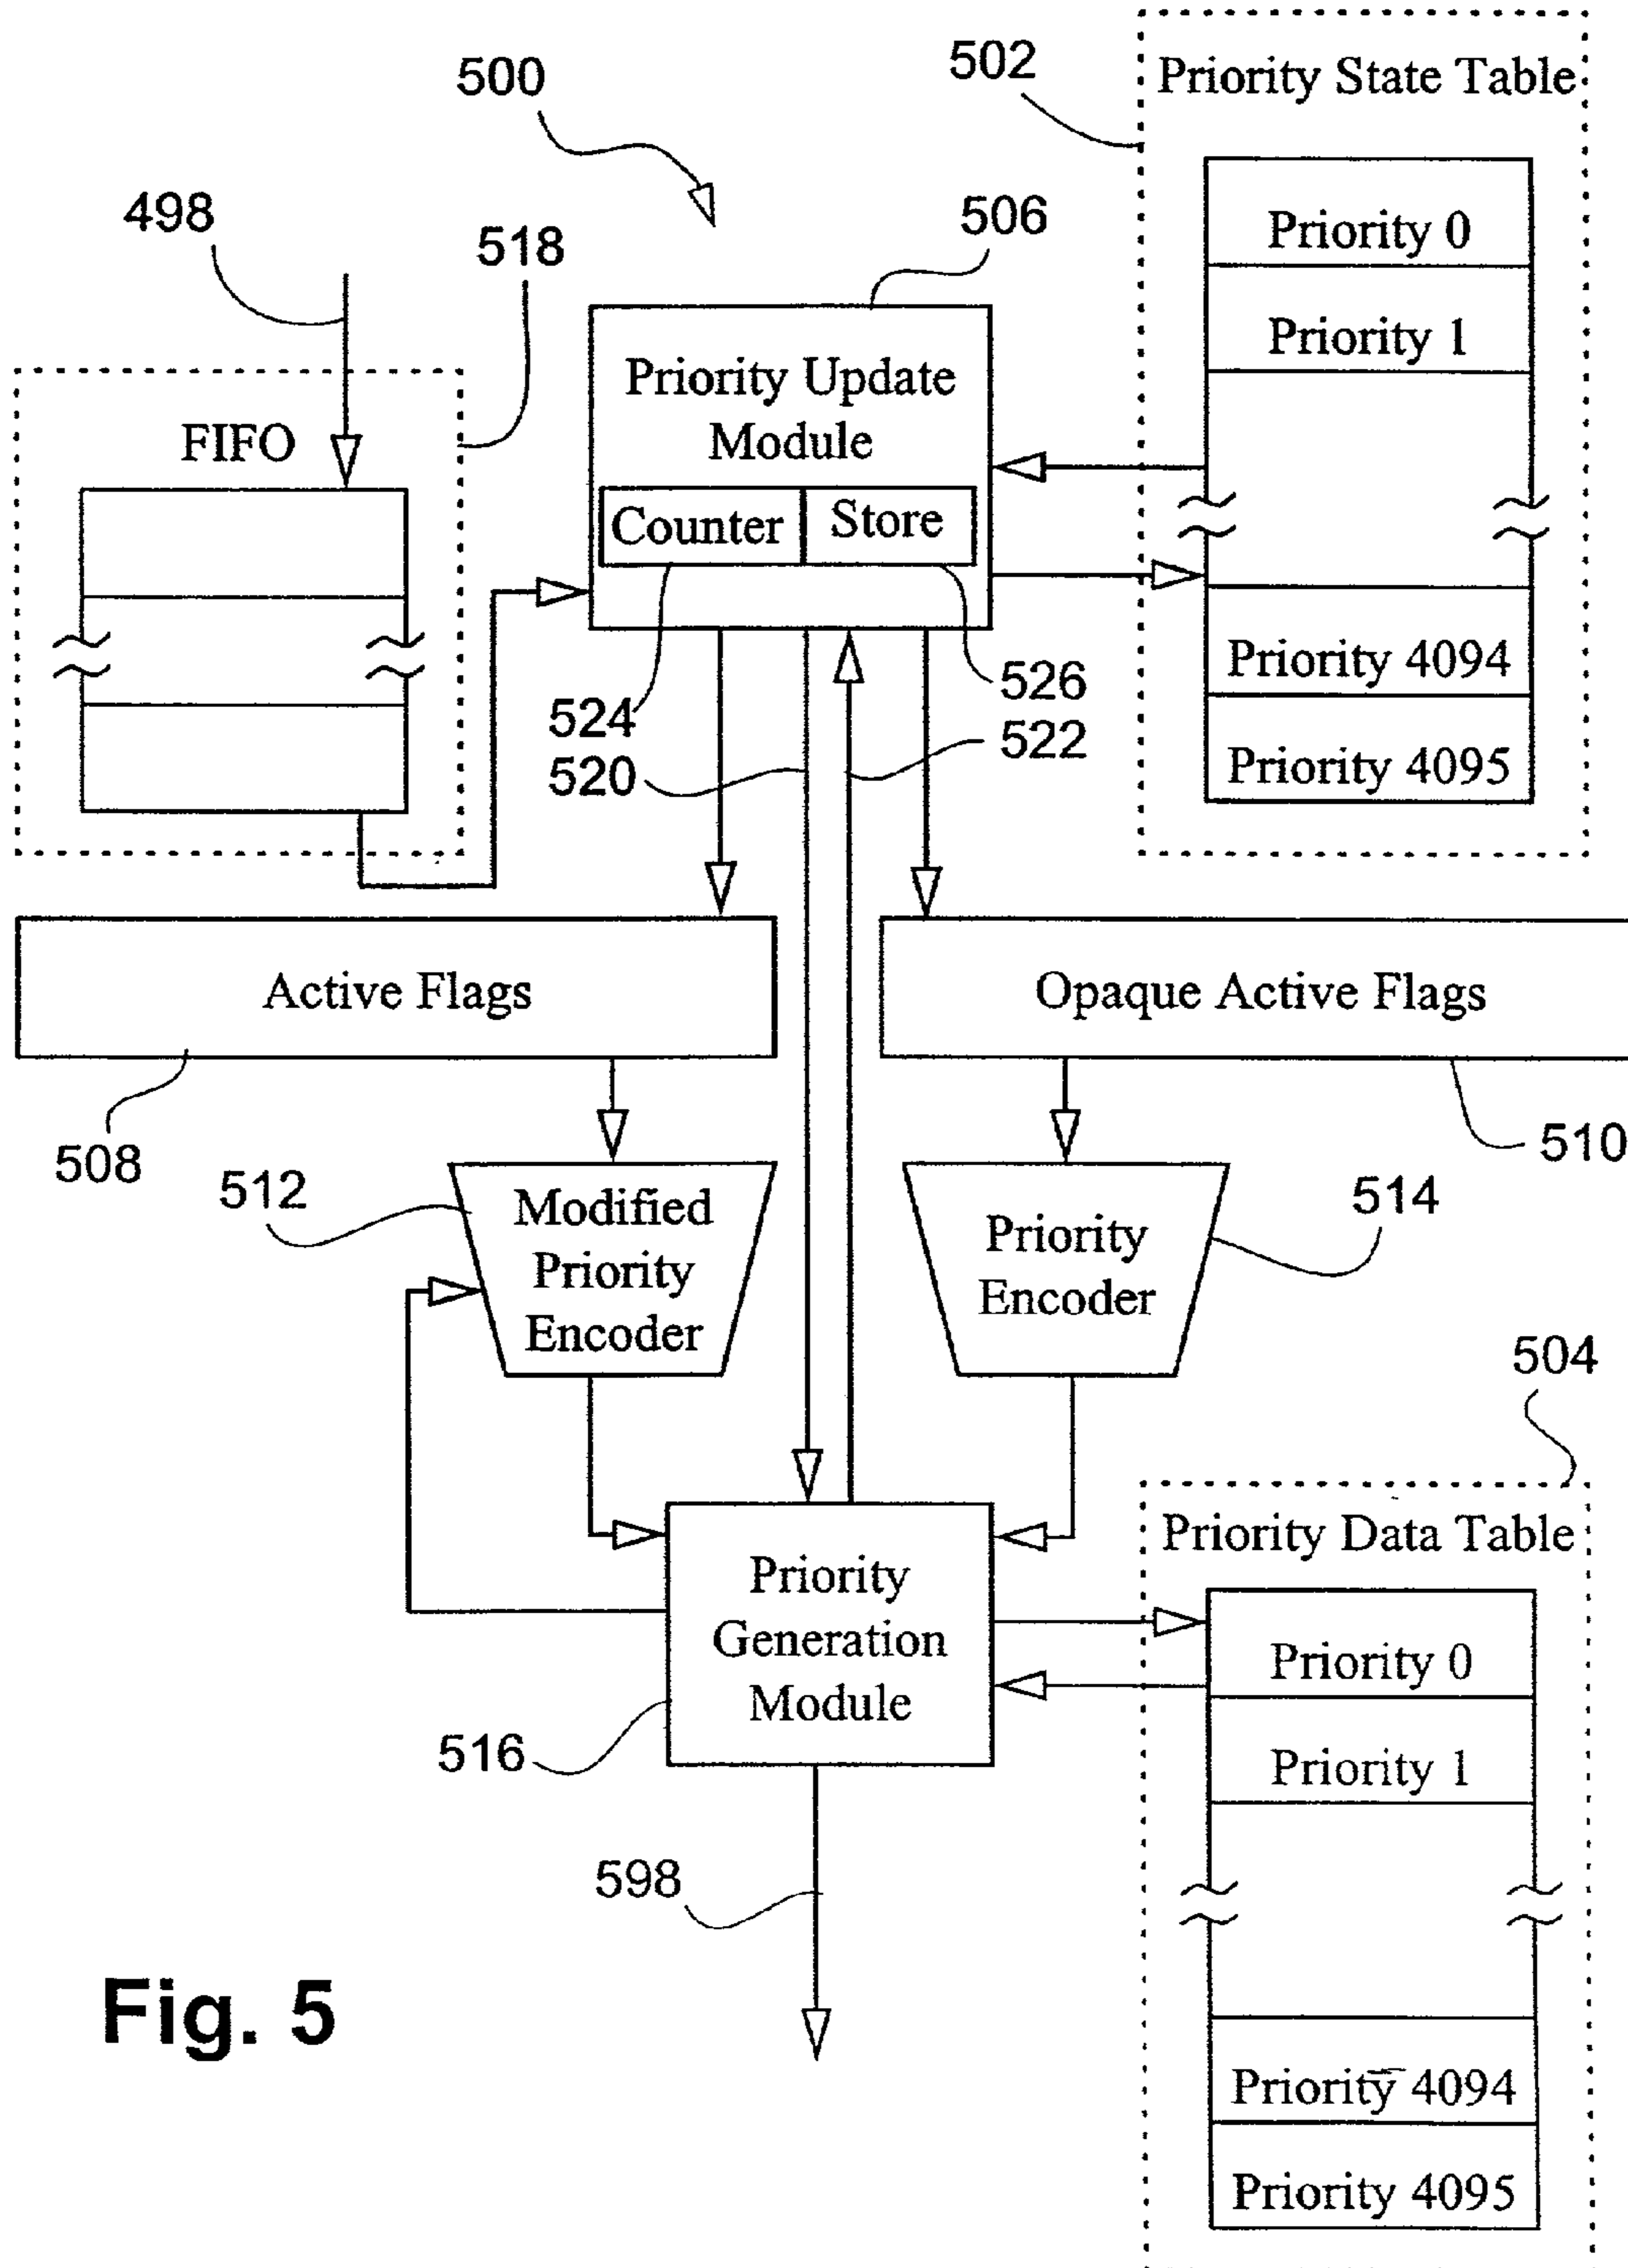 500
502
Priority State Table
498
518
506
Priority 0
Priority 1
FIFO
Priority Update
Module
Counter
Store
Priority 4094
Priority 4095
524
526
520
522
Active Flags
Opaque Active Flags
508
510
512
Modified
Priority
Encoder
Priority
Encoder
514
504
Priority Data Table
Priority
Generation
Module
Priority 0
Priority 1
516
598
Fig. 5
Priority 4094
Priority 4095